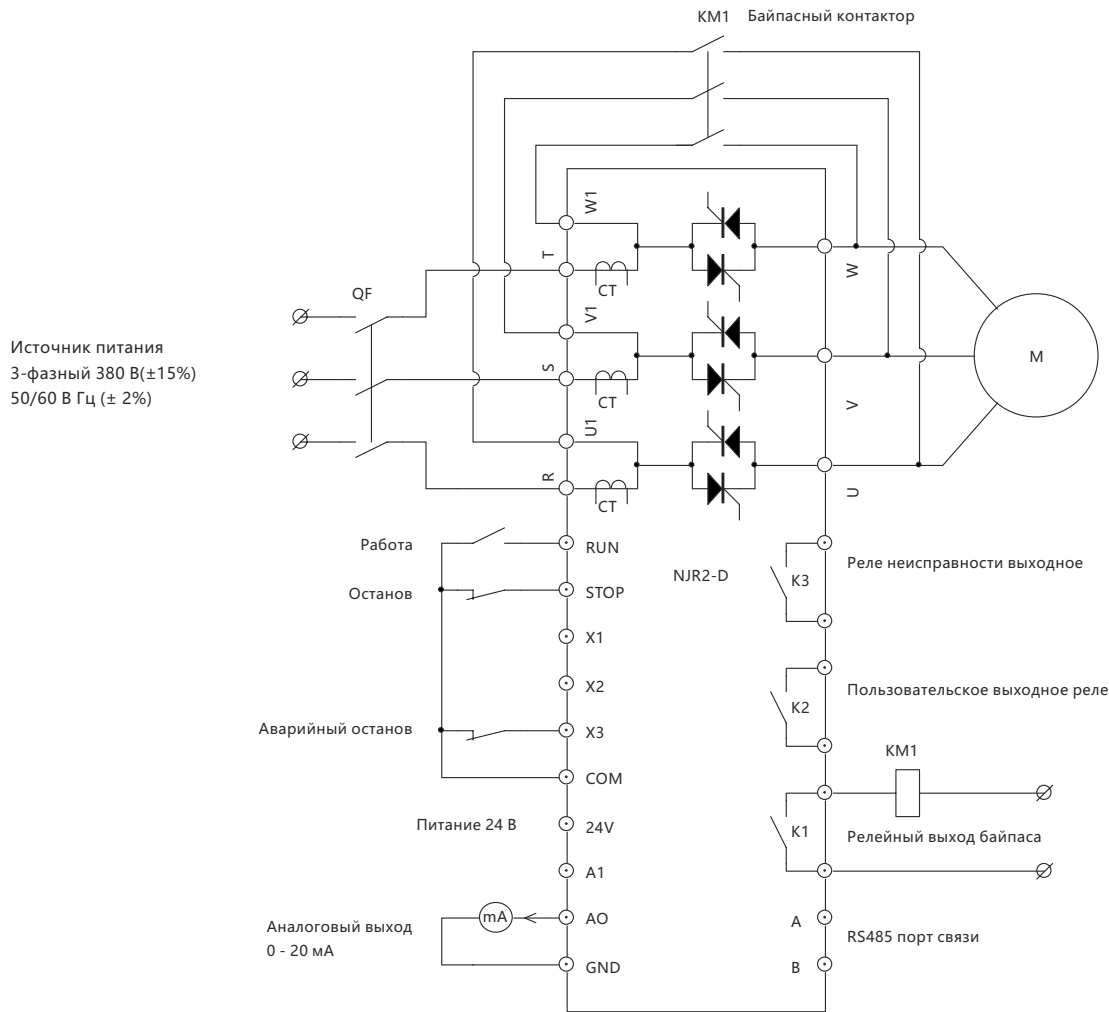 KM1 Байпасный контактор
W1
T
CT
W
QF
V1
S
CT
V
Источник питания
3-фазный 380 В(±15%)
50/60 В Гц (± 2%)
M
U1
R
CT
U
Работа
RUN
NJR2-D
K3
Реле неисправности выходное
Останов
STOP
X1
X2
K2
Пользовательское выходное реле
Аварийный останов
X3
KM1
COM
Питание 24 В
24V
K1
Релейный выход байпаса
A1
Аналоговый выход
0 - 20 мА
mA
AO
A
RS485 порт связи
GND
B